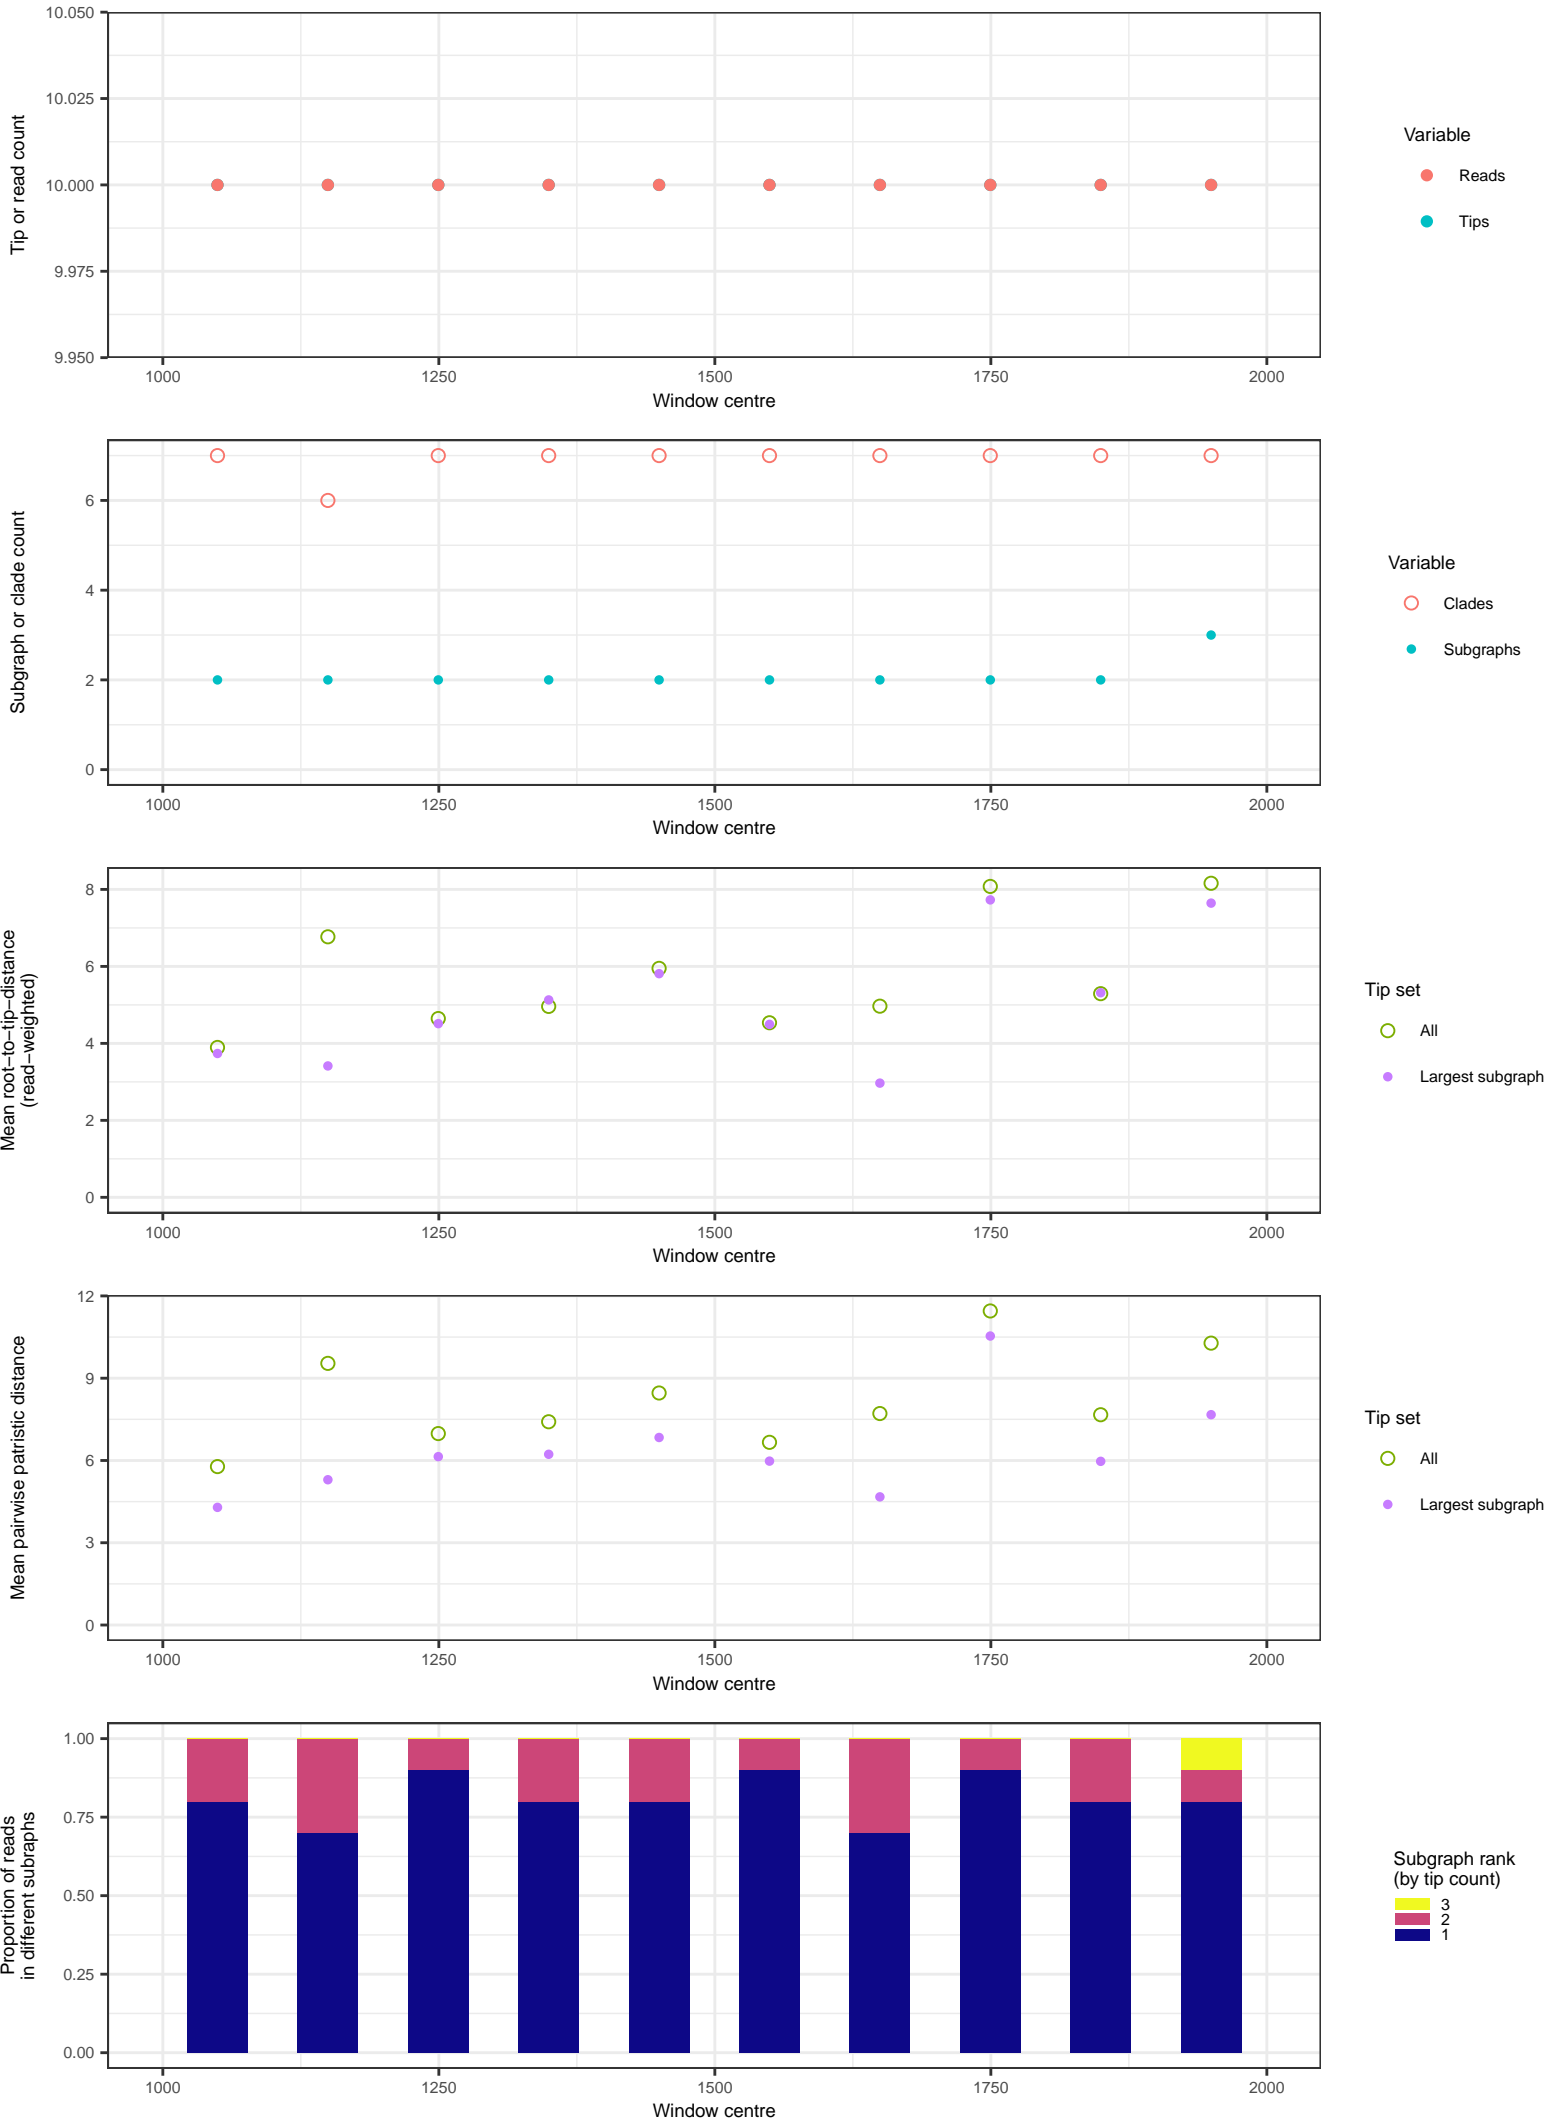 10.050
10.025
10.000
9.975
9.950
Tip or read count
1000 1250 1500 1750 2000
Window centre
Variable
Reads
Tips
6
4
2
0
Subgraph or clade count
1000 1250 1500 1750 2000
Window centre
Variable
Clades
Subgraphs
8
6
4
2
0
Mean root−to−tip−distance
(read−weighted)
1000 1250 1500 1750 2000
Window centre
Tip set
All
Largest subgraph
12
9
6
3
0
Mean pairwise patristic distance
1000 1250 1500 1750 2000
Window centre
Tip set
All
Largest subgraph
1.00
0.75
0.50
0.25
0.00
Proportion of reads
in different subraphs
1000 1250 1500 1750 2000
Window centre
Subgraph rank
(by tip count)
3
2
1